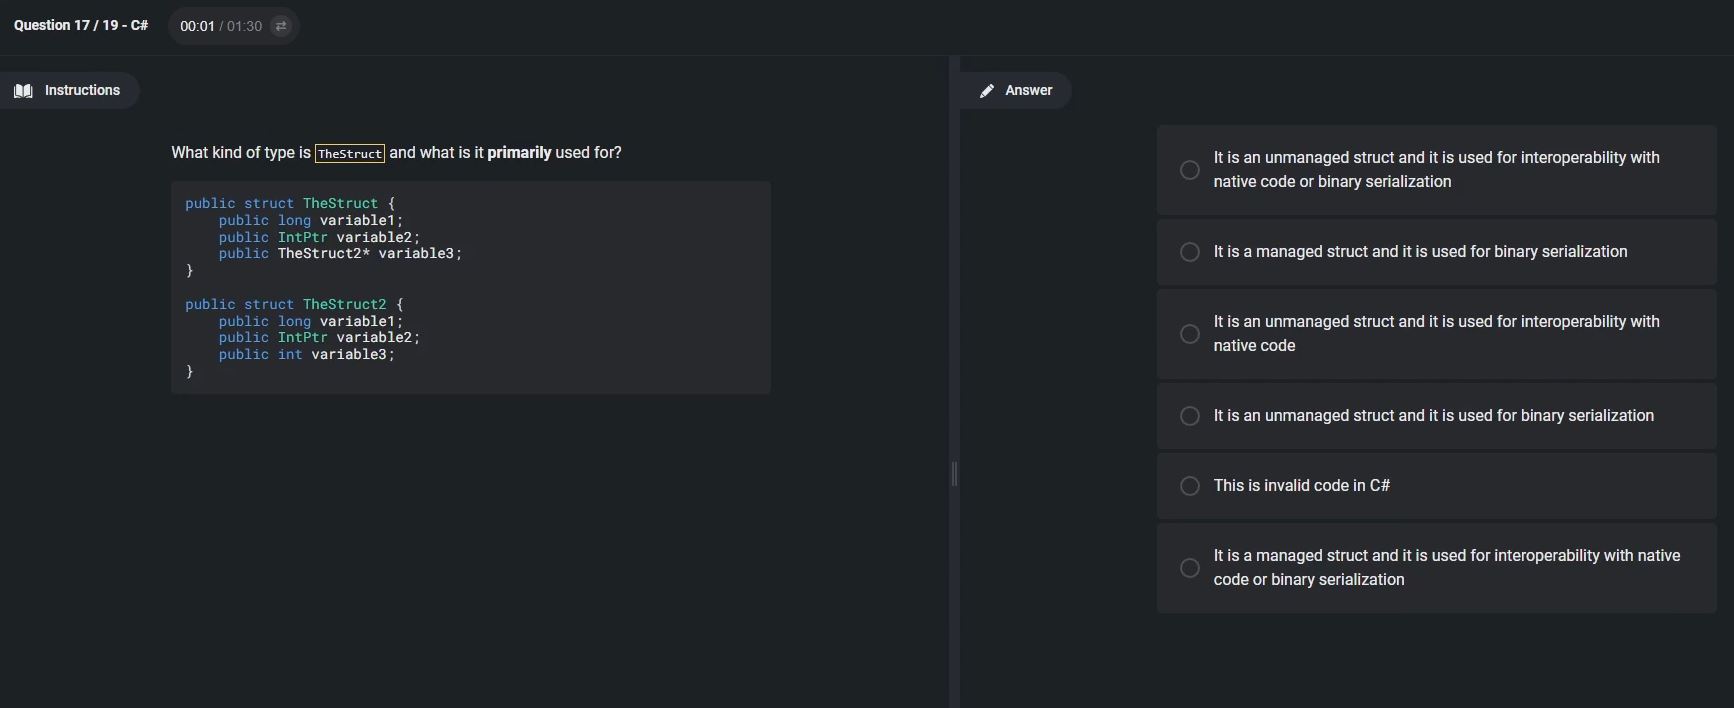 Question 17 / 19 - C#
00:01 / 01:30
Instructions
What kind of type is TheStruct and what is it primarily used for?
public struct TheStruct {
    public long variable1;
    public IntPtr variable2;
    public TheStruct2* variable3;
}
public struct TheStruct2 {
    public long variable1;
    public IntPtr variable2;
    public int variable3;
}
Answer
It is an unmanaged struct and it is used for interoperability with
native code or binary serialization
It is a managed struct and it is used for binary serialization
It is an unmanaged struct and it is used for interoperability with
native code
It is an unmanaged struct and it is used for binary serialization
This is invalid code in C#
It is a managed struct and it is used for interoperability with native
code or binary serialization